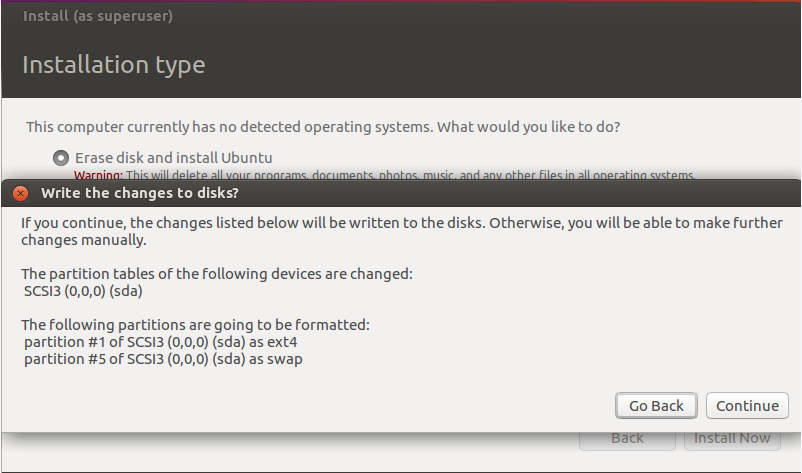 Install (as superuser)
Installation type
This computer currently has no detected operating systems. What would you like to do?
Erase disk and install Ubuntu
Warning: This will delete all your programs, documents, photos, music, and any other files in all operating systems.
Write the changes to disks?
If you continue, the changes listed below will be written to the disks. Otherwise, you will be able to make further
changes manually.
The partition tables of the following devices are changed:
SCSI3 (0,0,0) (sda)
The following partitions are going to be formatted:
partition #1 of SCSI3 (0,0,0) (sda) as ext4
partition #5 of SCSI3 (0,0,0) (sda) as swap
Go Back
Continue
Back
Install Now